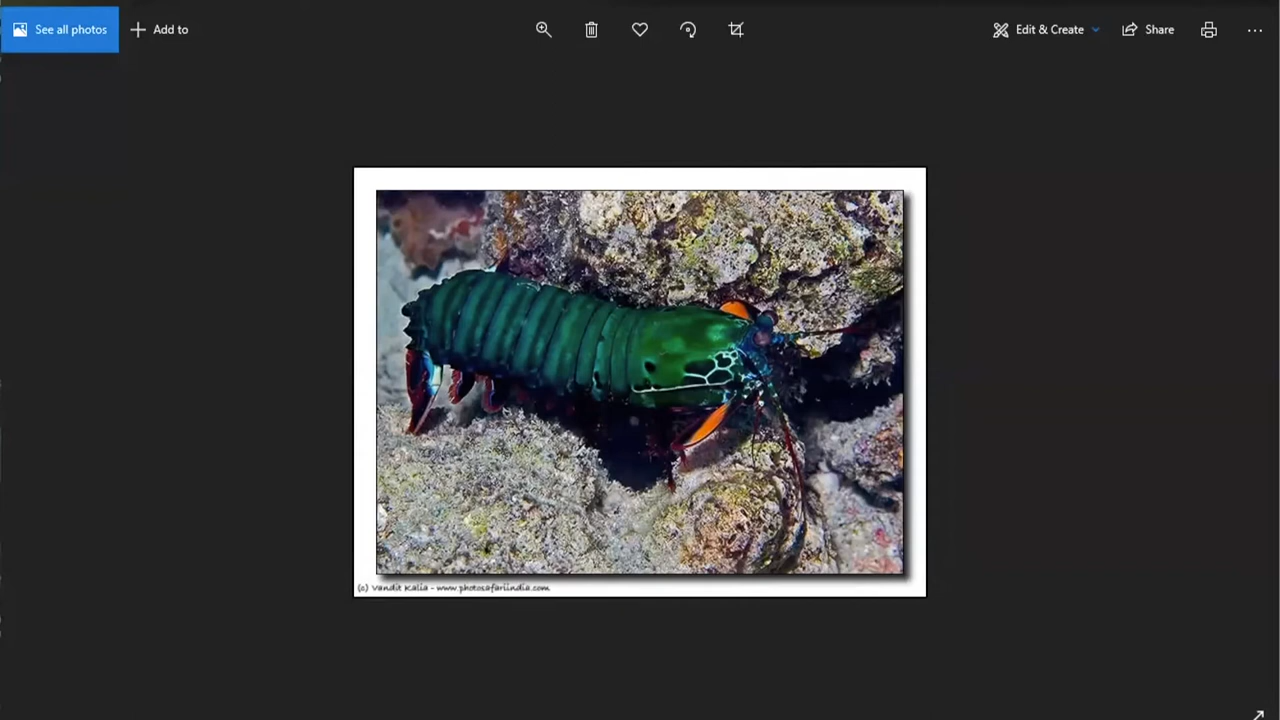 See all photos
Add to
Edit & Create
Share
(c) Vandit Kalia - www.photosafariindia.com